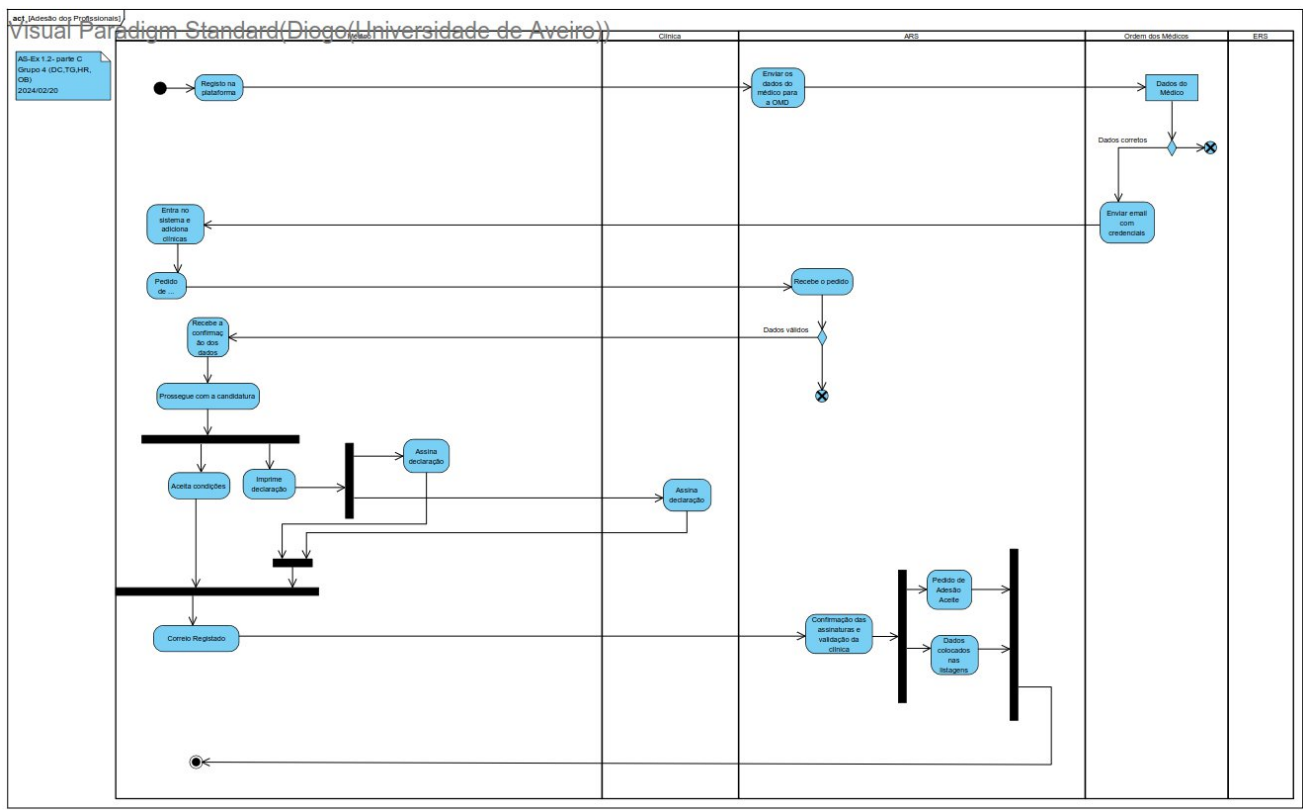 act [Adesão dos Profissionais]
Visual Paradigm Standard(Diogo(Universidade de Aveiro))
Clínica
ARS
Ordem dos Médicos
ERS
AS-Ex 1.2- parte C
Grupo 4 (DC,TG,HR,
OB)
2024/02/20
Registo na
plataforma
Enviar os
dados do
médico para
a OMD
Dados do
Médico
Dados corretos
Entra no
sistema e
adiciona
clínicas
Enviar email
com
credenciais
Pedido
de ...
Recebe o pedido
Recebe a
confirmaç
ão dos
dados
Dados válidos
Prossegue com a candidatura
Aceita condições
Imprime
declaração
Assina
declaração
Assina
declaração
Pedido de
Adesão
Aceite
Correio Registado
Confirmação das
assinaturas e
validação da
clínica
Dados
colocados
nas
listagens